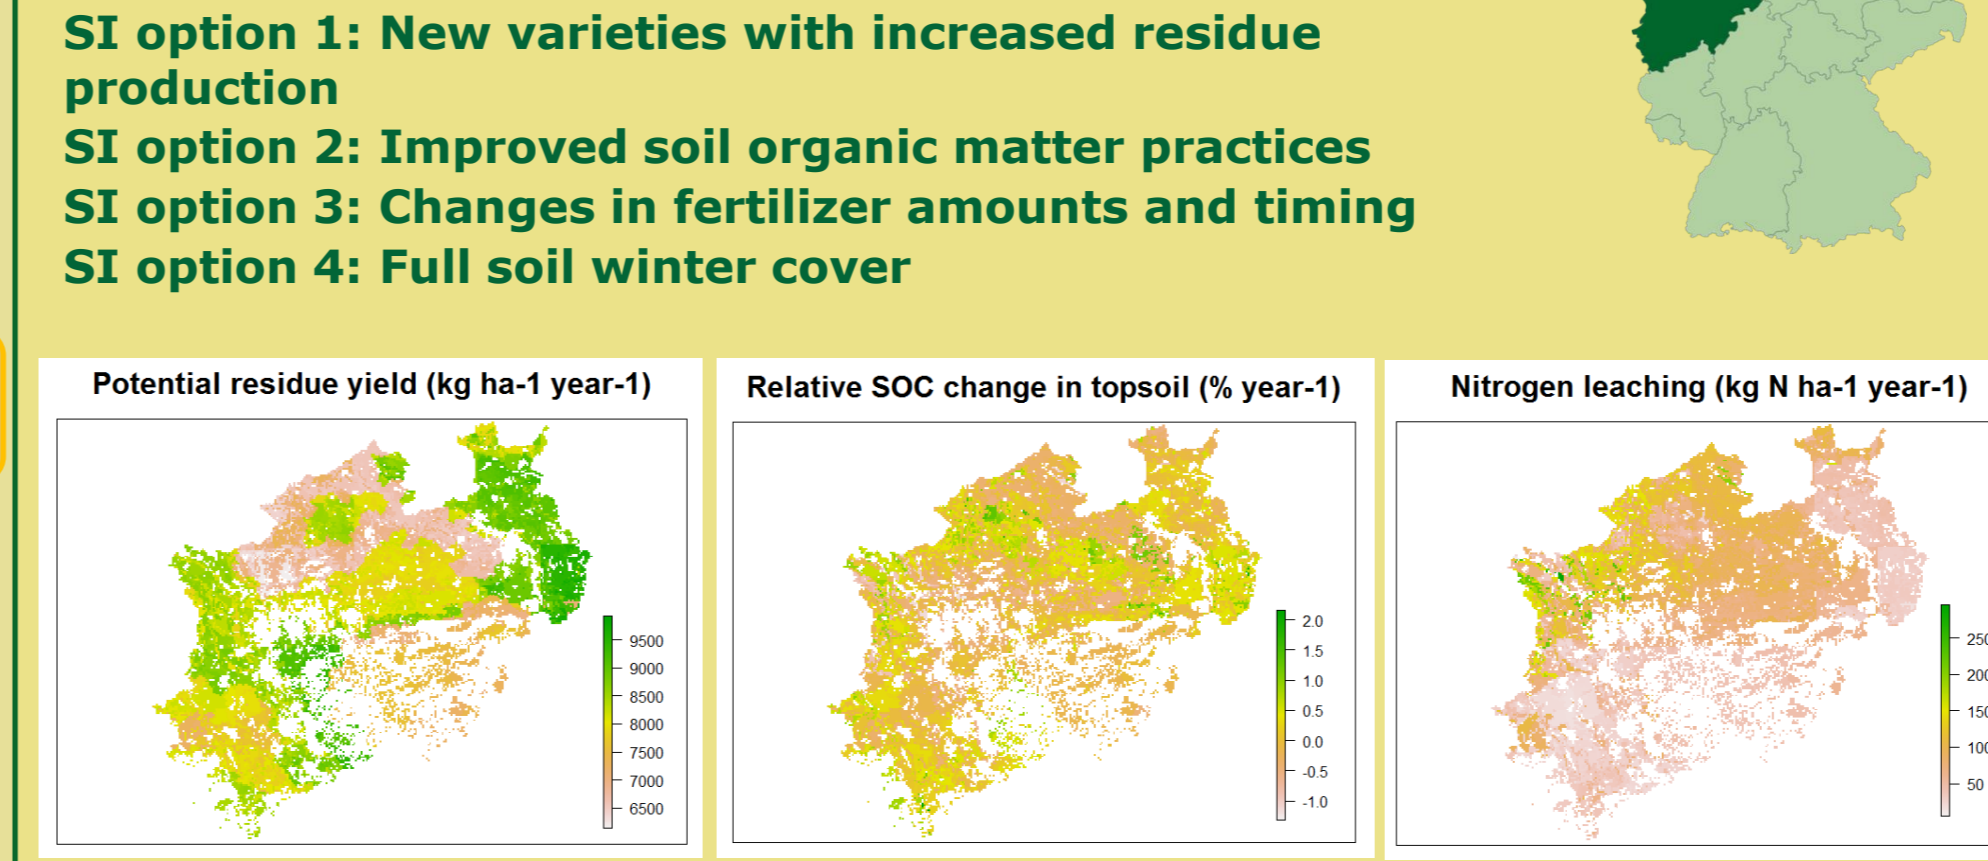 SI option 1: New varieties with increased residue
production
SI option 2: Improved soil organic matter practices
SI option 3: Changes in fertilizer amounts and timing
SI option 4: Full soil winter cover
Potential residue yield (kg ha-1 year-1)
9500
9000
8500
8000
7500
7000
6500
Relative SOC change in topsoil (% year-1)
2.0
1.5
1.0
0.5
0.0
-0.5
-1.0
Nitrogen leaching (kg N ha-1 year-1)
250
200
150
100
50